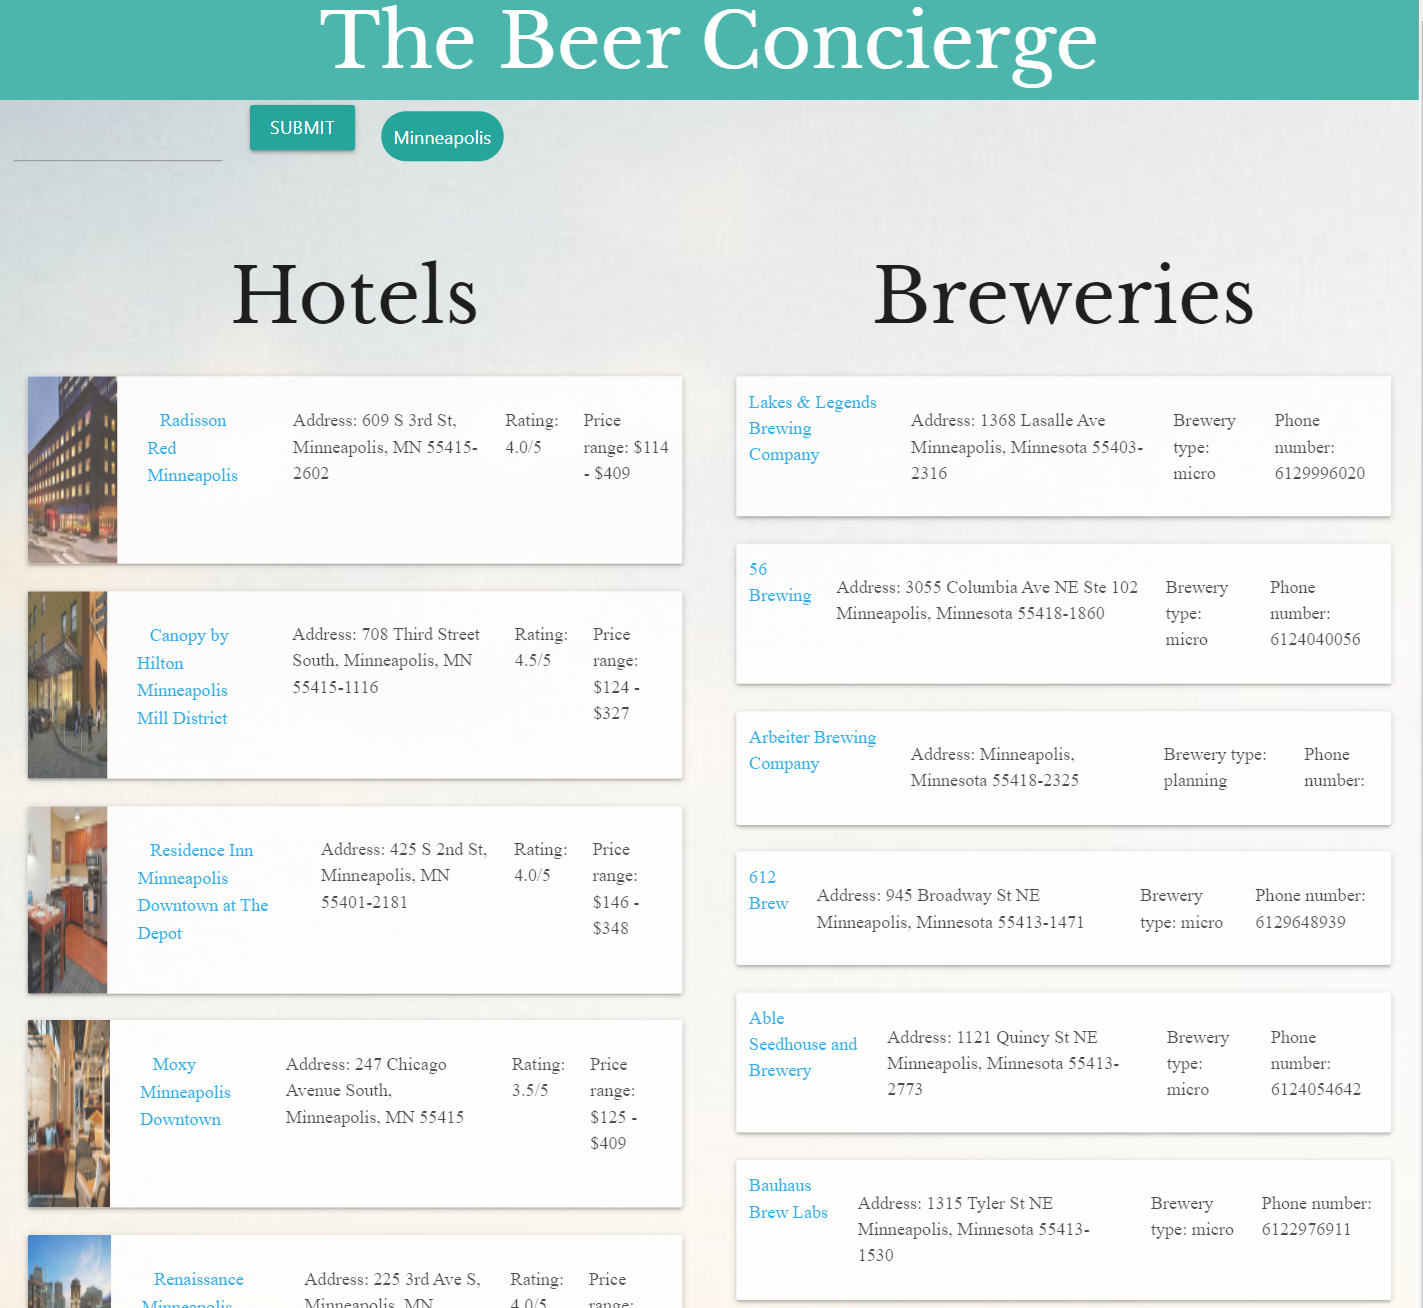 The Beer Concierge
SUBMIT
Minneapolis
Hotels
Radisson
Red
Minneapolis
Address: 609 S 3rd St,
Minneapolis, MN 55415-
2602
Rating:
4.0/5
Price
range: $114
- $409
Canopy by
Hilton
Minneapolis
Mill District
Address: 708 Third Street
South, Minneapolis, MN
55415-1116
Rating:
4.5/5
Price
range:
$124 -
$327
Residence Inn
Minneapolis
Downtown at The
Depot
Address: 425 S 2nd St,
Minneapolis, MN
55401-2181
Rating:
4.0/5
Price
range:
$146 -
$348
Moxy
Minneapolis
Downtown
Address: 247 Chicago
Avenue South,
Minneapolis, MN 55415
Rating:
3.5/5
Price
range:
$125 -
$409
Renaissance
Minneapolis
Address: 225 3rd Ave S,
Minneapolis, MN
Rating:
4.0/5
Price
range:
Breweries
Lakes & Legends
Brewing
Company
Address: 1368 Lasalle Ave
Minneapolis, Minnesota 55403-
2316
Brewery
type:
micro
Phone
number:
6129996020
56
Brewing
Address: 3055 Columbia Ave NE Ste 102
Minneapolis, Minnesota 55418-1860
Brewery
type:
micro
Phone
number:
6124040056
Arbeiter Brewing
Company
Address: Minneapolis,
Minnesota 55418-2325
Brewery type:
planning
Phone
number:
612
Brew
Address: 945 Broadway St NE
Minneapolis, Minnesota 55413-1471
Brewery
type: micro
Phone number:
6129648939
Able
Seedhouse and
Brewery
Address: 1121 Quincy St NE
Minneapolis, Minnesota 55413-
2773
Brewery
type:
micro
Phone
number:
6124054642
Bauhaus
Brew Labs
Address: 1315 Tyler St NE
Minneapolis, Minnesota 55413-
1530
Brewery
type: micro
Phone number:
6122976911